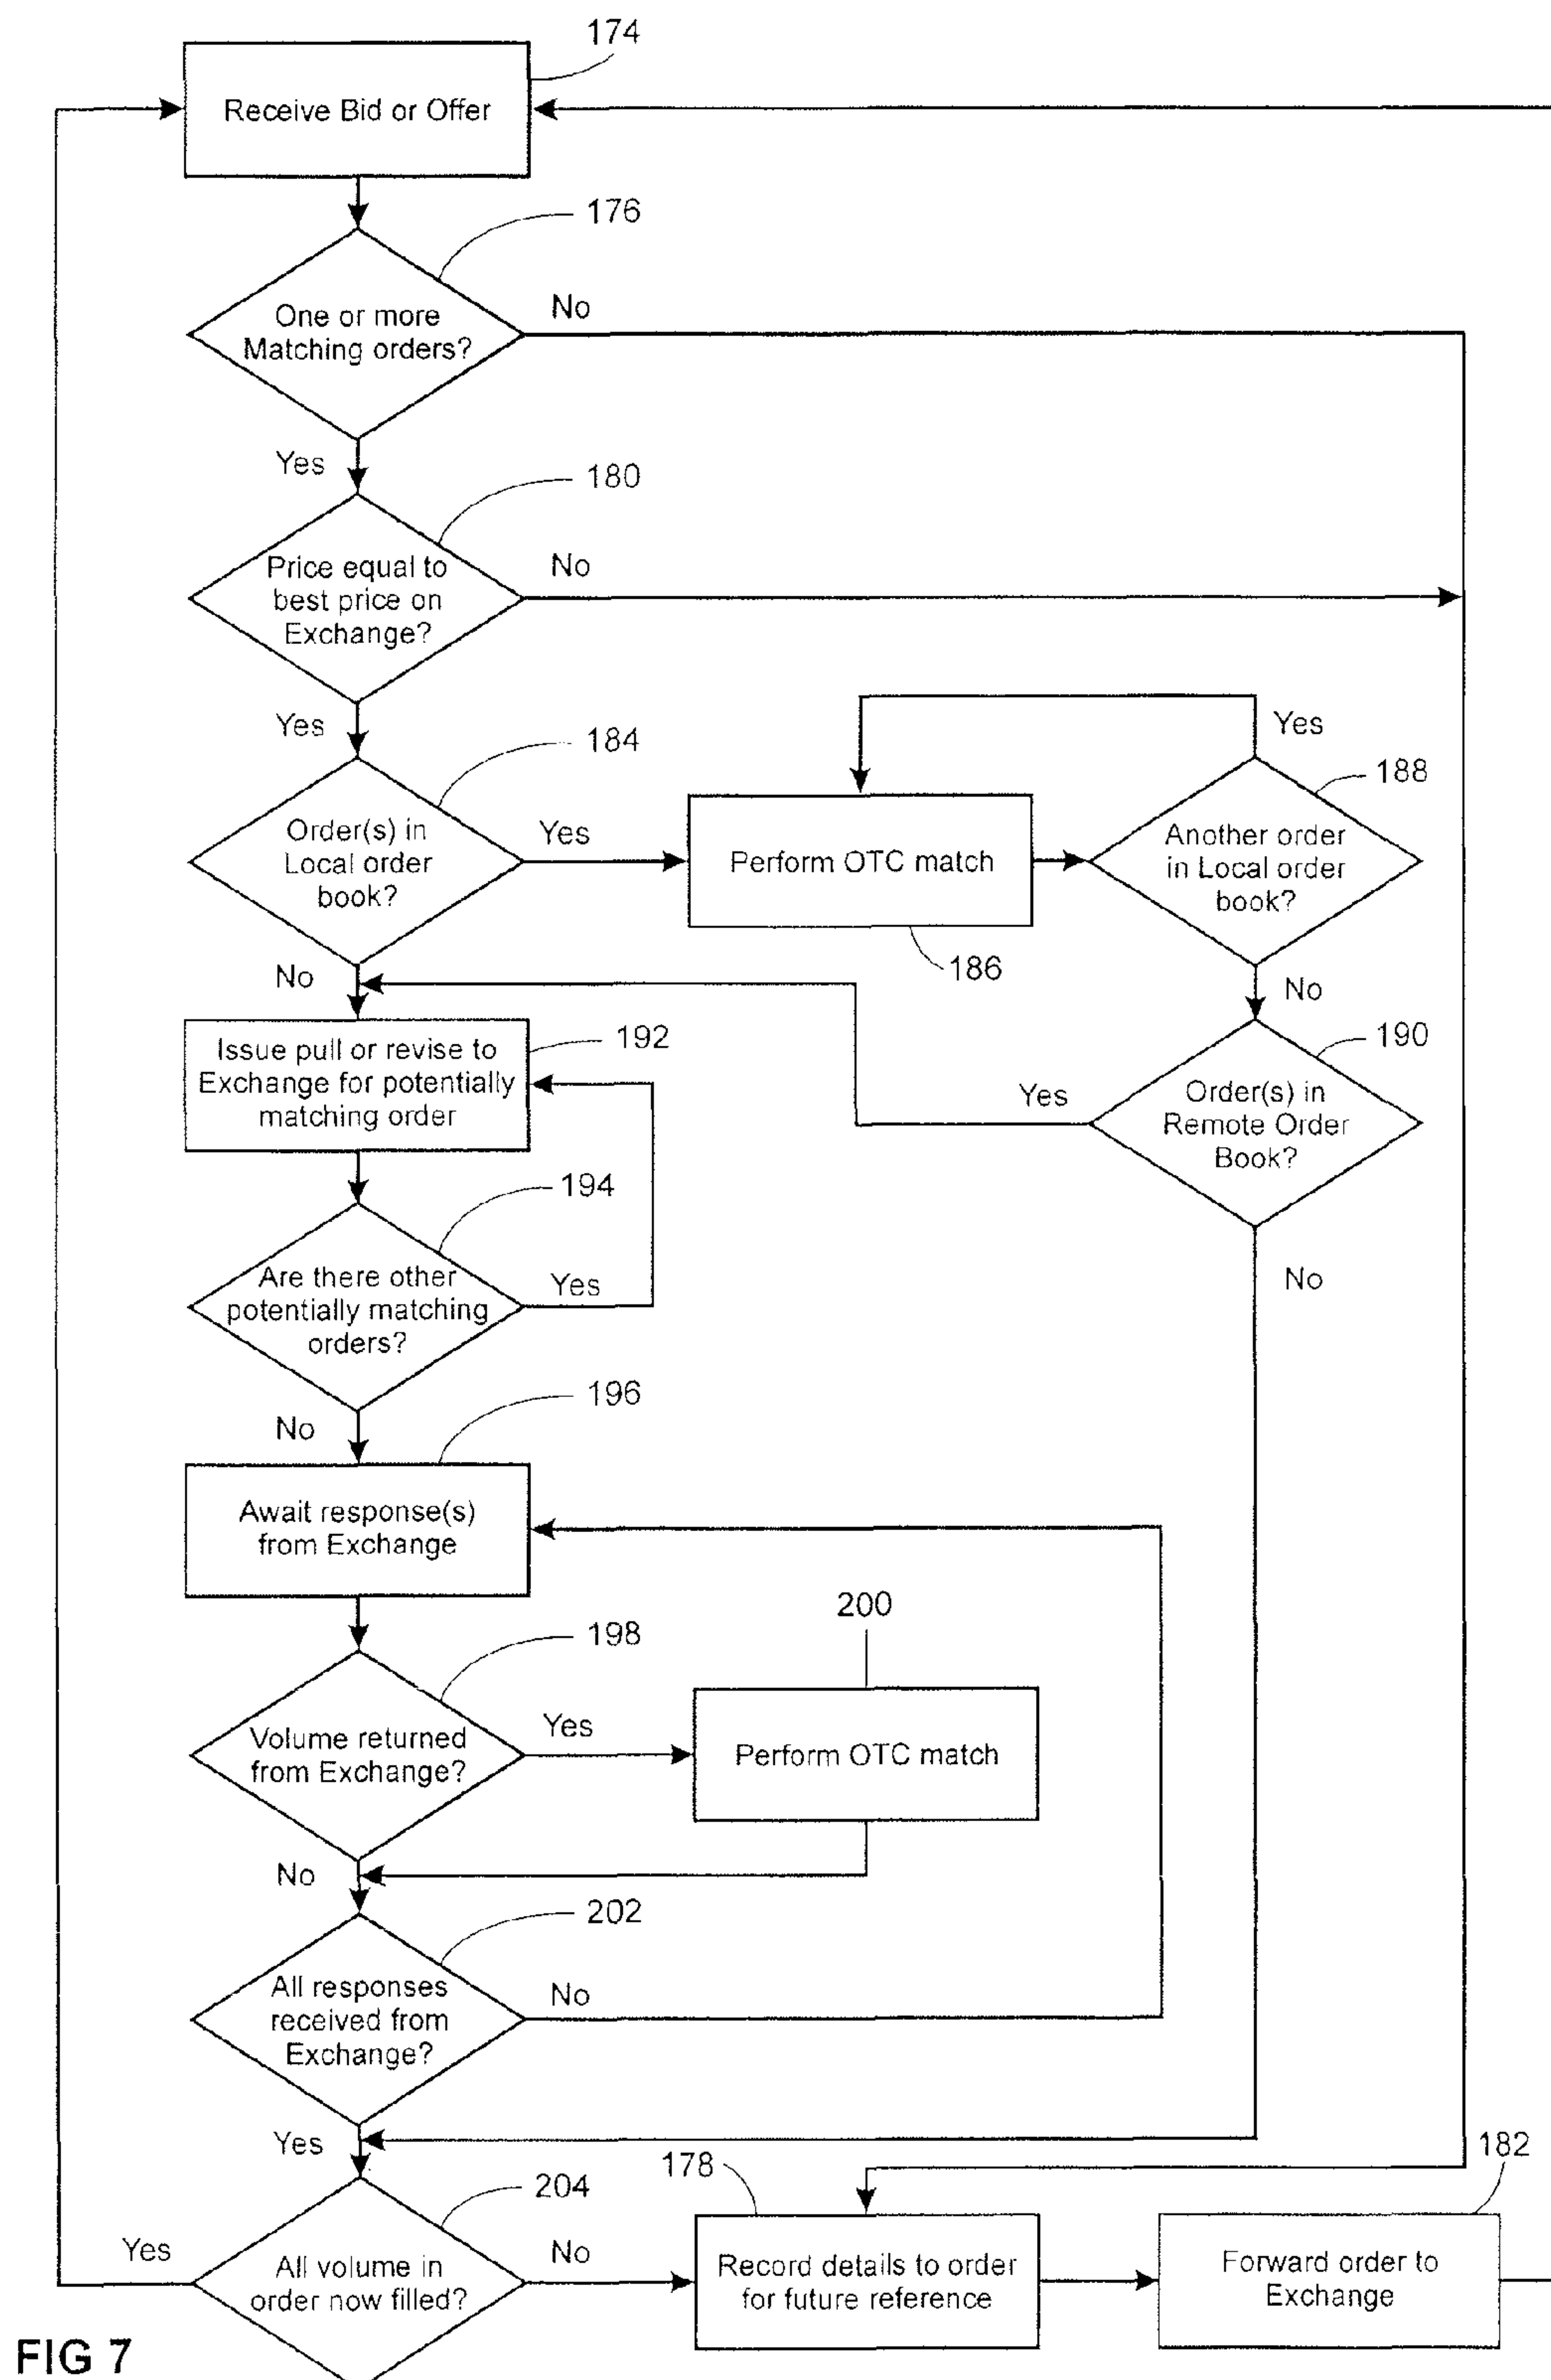 174
Receive Bid or Offer
176
One or more
Matching orders?
No
Yes
180
Price equal to
best price on
Exchange?
No
Yes
184
Order(s) in
Local order
book?
Yes
Perform OTC match
186
Yes
188
Another order
in Local order
book?
No
No
190
Order(s) in
Remote Order
Book?
Yes
No
Issue pull or revise to
Exchange for potentially
matching order
192
194
Are there other
potentially matching
orders?
Yes
No
196
Await response(s)
from Exchange
198
Volume returned
from Exchange?
Yes
200
Perform OTC match
No
202
All responses
received from
Exchange?
No
Yes
204
All volume in
order now filled?
Yes
No
178
Record details to order
for future reference
182
Forward order to
Exchange
FIG 7